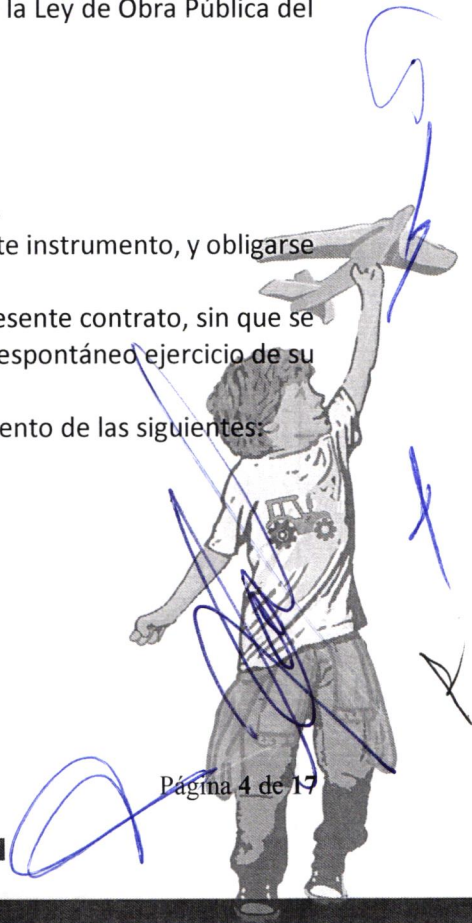 la Ley de Obra Pública del
te instrumento, y obligarse
esente contrato, sin que se
espontáneo ejercicio de su
ento de las siguientes:
Página 4 de 17